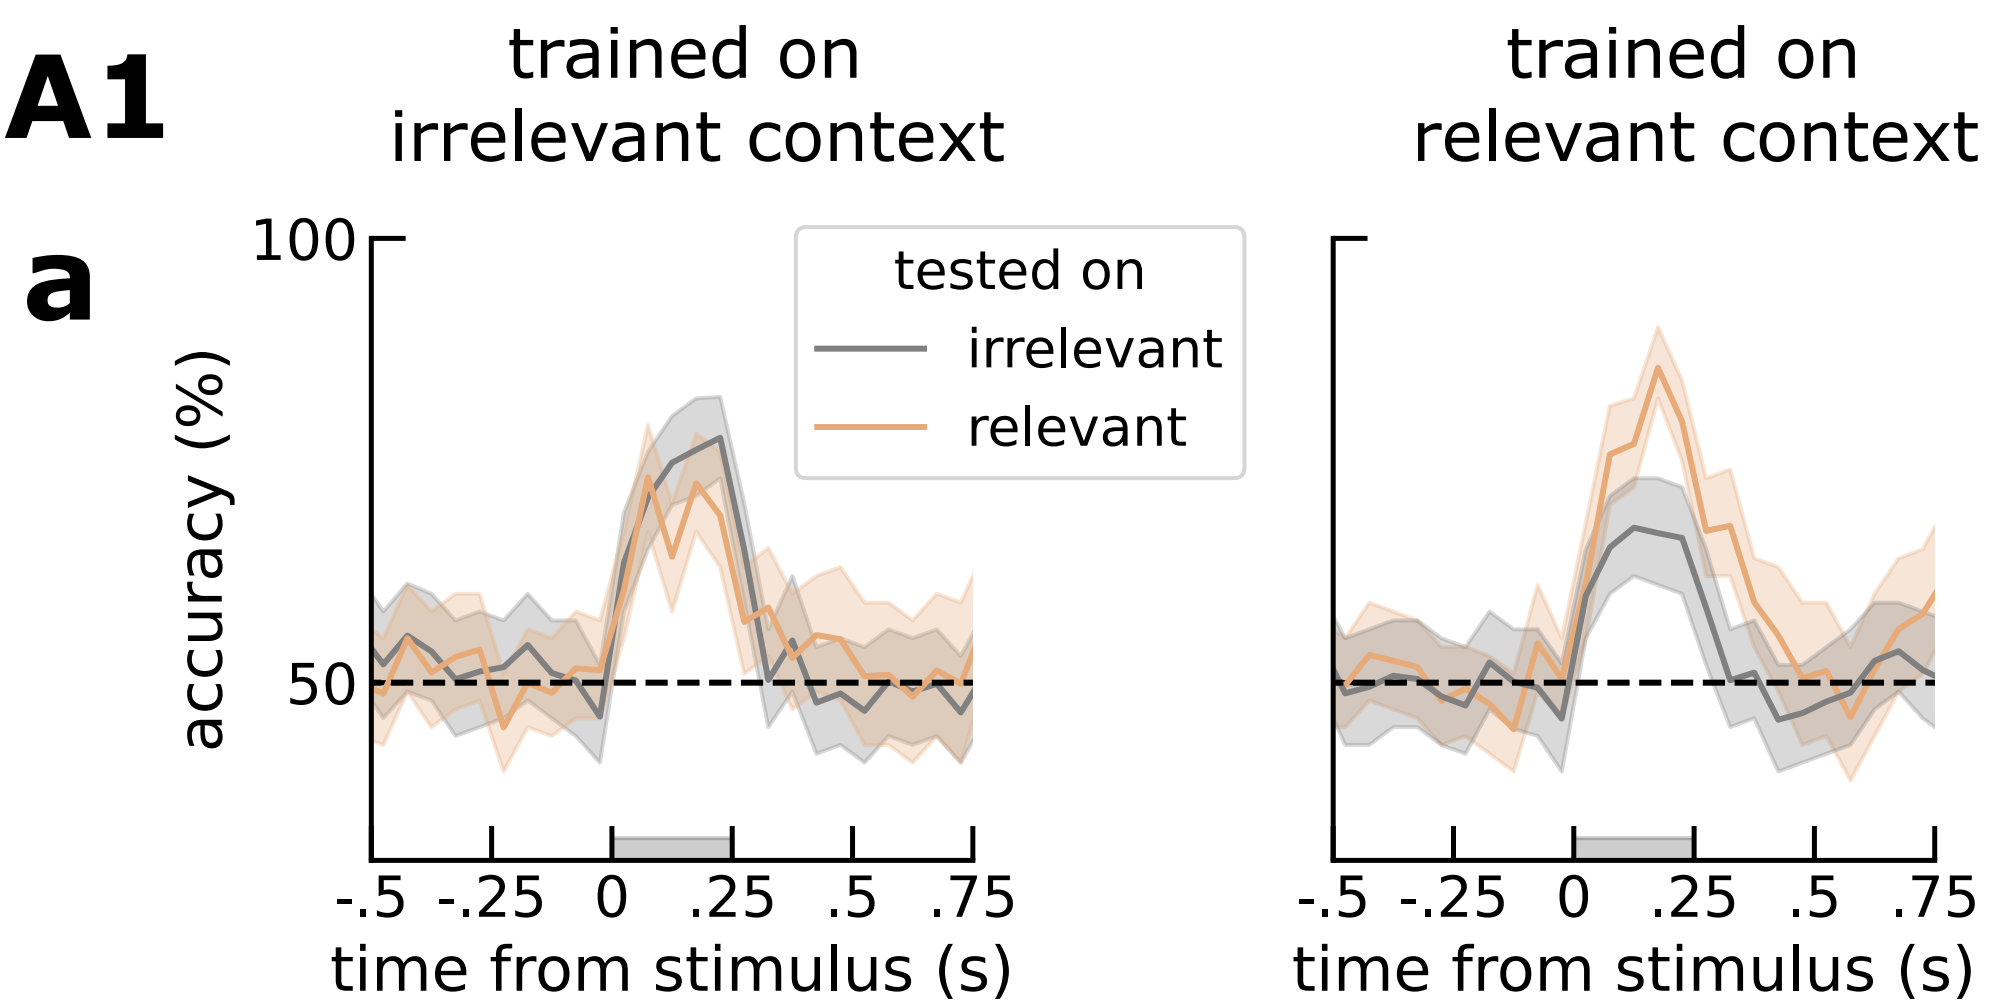 A1
trained on
irrelevant context
trained on
relevant context
a
accuracy (%)
100
50
tested on
irrelevant
relevant
-.5 -.25 0 .25 .5 .75
time from stimulus (s)
-.5 -.25 0 .25 .5 .75
time from stimulus (s)